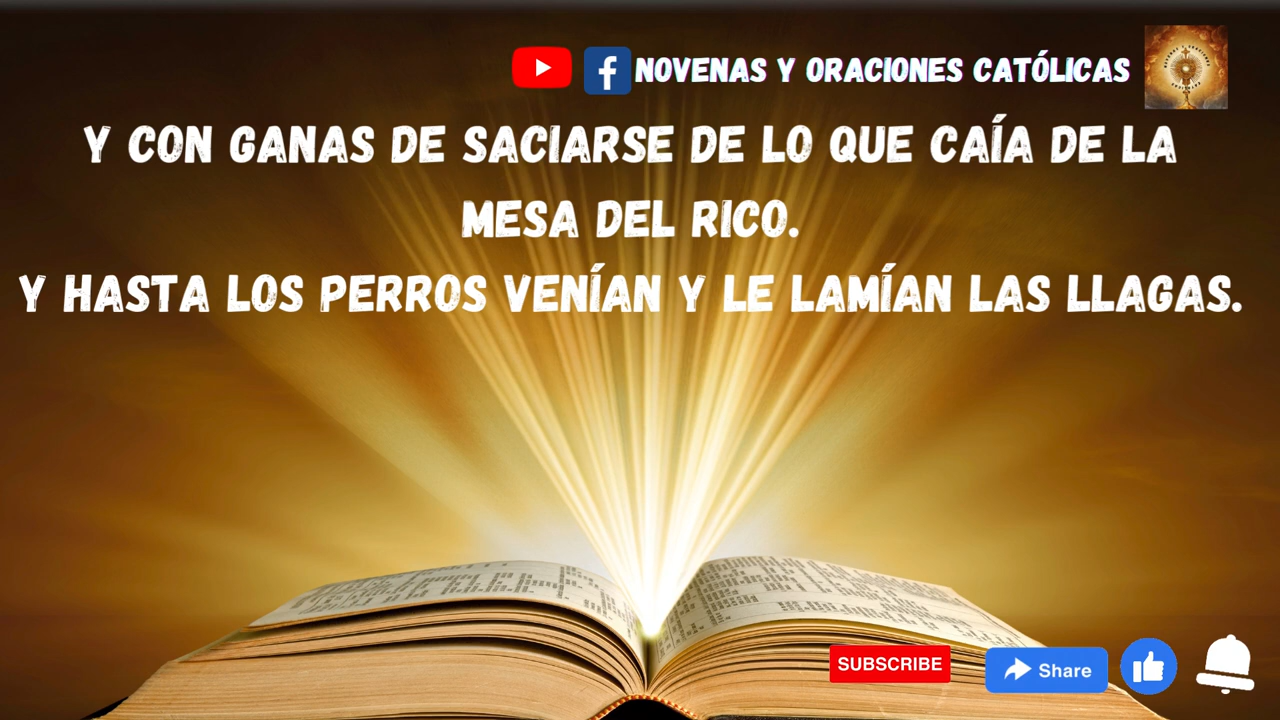 NOVENAS Y ORACIONES CATÓLICAS
Y CON GANAS DE SACIARSE DE LO QUE CAÍA DE LA
MESA DEL RICO.
Y HASTA LOS PERROS VENÍAN Y LE LAMÍAN LAS LLAGAS.
SUBSCRIBE
Share